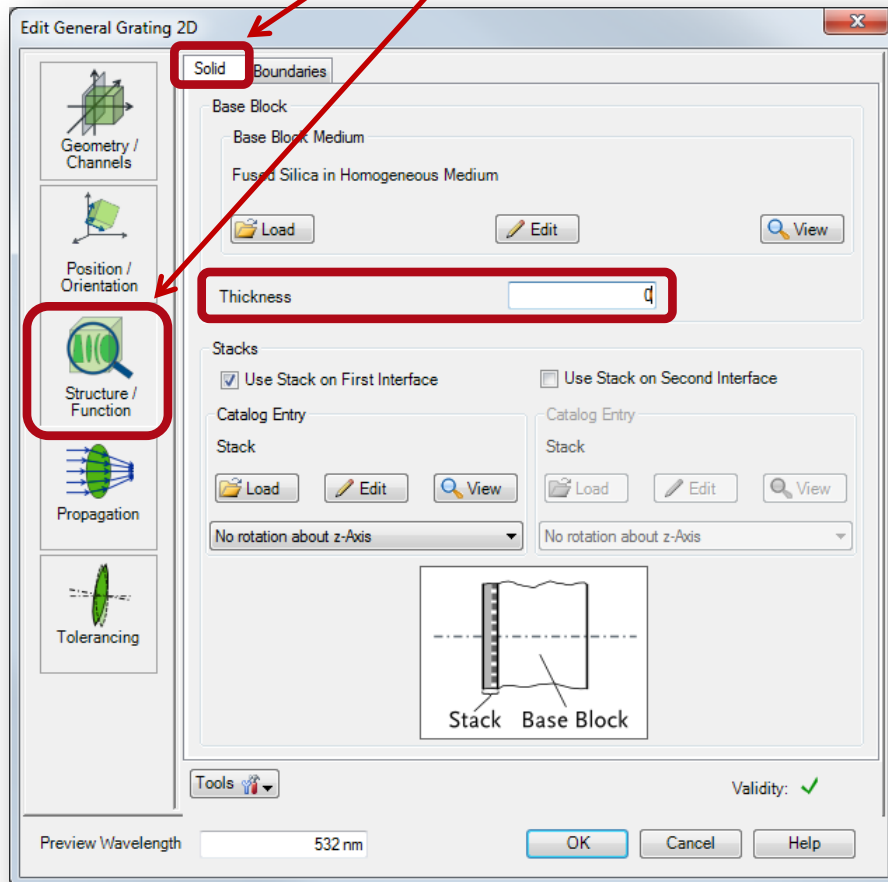 Edit General Grating 2D
Geometry /
Channels
Position /
Orientation
Structure /
Function
Propagation
Tolerancing
Solid
Boundaries
Base Block
Base Block Medium
Fused Silica in Homogeneous Medium
Load
Edit
View
Thickness
0
Stacks
Use Stack on First Interface
Use Stack on Second Interface
Catalog Entry
Stack
Load
Edit
View
No rotation about z-Axis
Catalog Entry
Stack
Load
Edit
View
No rotation about z-Axis
Stack
Base Block
Tools
Validity:
Preview Wavelength
532 nm
OK
Cancel
Help